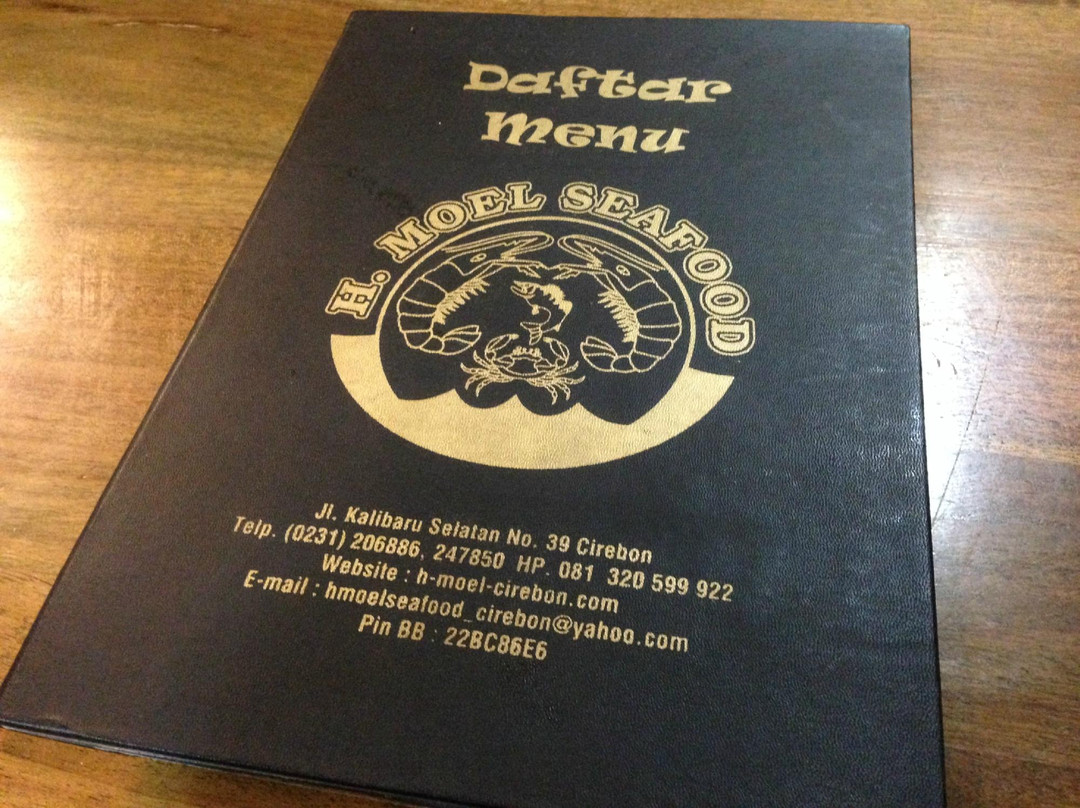 Daftar
Menu
H. MOEL SEAFOOD
Jl. Kalibaru Selatan No. 39 Cirebon
Telp. (0231) 206886, 247850 HP. 081 320 599 922
Website : h-moel-cirebon.com
E-mail : hmoelseafood_cirebon@yahoo.com
Pin BB : 22BC86E6